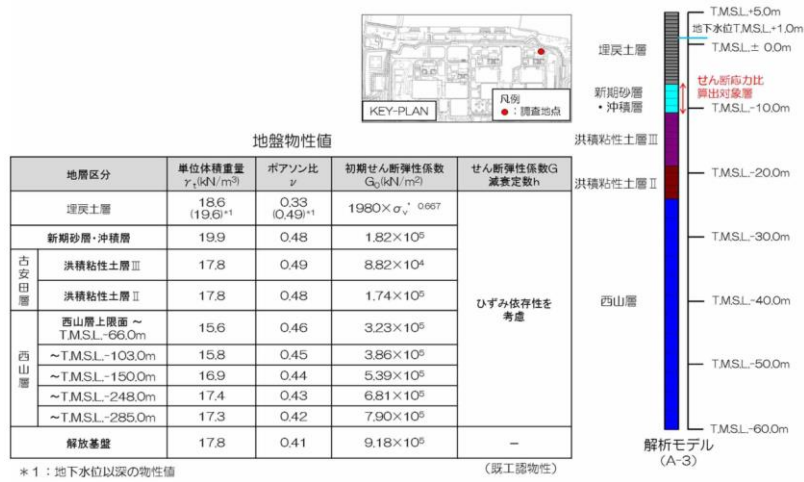 KEY-PLAN
凡例
●：調査地点
地盤物性値
地層区分 単位体積重量 γt(kN/m³) ポアソン比 ν 初期せん断弾性係数 G₀(kN/m²) せん断弾性係数G 減衰定数h
埋戻土層 18.6 (19.6)*1 0.33 (0.49)*1 1980×σv' 0.667
新期砂層・沖積層 19.9 0.48 1.82×10⁵
古安田層
洪積粘性土層Ⅲ 17.8 0.49 8.82×10⁴
洪積粘性土層Ⅱ 17.8 0.48 1.74×10⁵
ひずみ依存性を
考慮
西山層
西山層上限面 ～ T.M.S.L.-66.0m 15.6 0.46 3.23×10⁵
～T.M.S.L.-103.0m 15.8 0.45 3.86×10⁵
～T.M.S.L.-150.0m 16.9 0.44 5.39×10⁵
～T.M.S.L.-248.0m 17.4 0.43 6.81×10⁵
～T.M.S.L.-285.0m 17.3 0.42 7.90×10⁵
解放基盤 17.8 0.41 9.18×10⁵ －
＊1：地下水位以深の物性値
(既工認物性)
T.M.S.L.+5.0m
地下水位T.M.S.L.+1.0m
埋戻土層
T.M.S.L.± 0.0m
新期砂層
・沖積層
せん断応力比
算出対象層
T.M.S.L.-10.0m
洪積粘性土層Ⅲ
T.M.S.L.-20.0m
洪積粘性土層Ⅱ
T.M.S.L.-30.0m
西山層
T.M.S.L.-40.0m
T.M.S.L.-50.0m
T.M.S.L.-60.0m
解析モデル
(A-3)